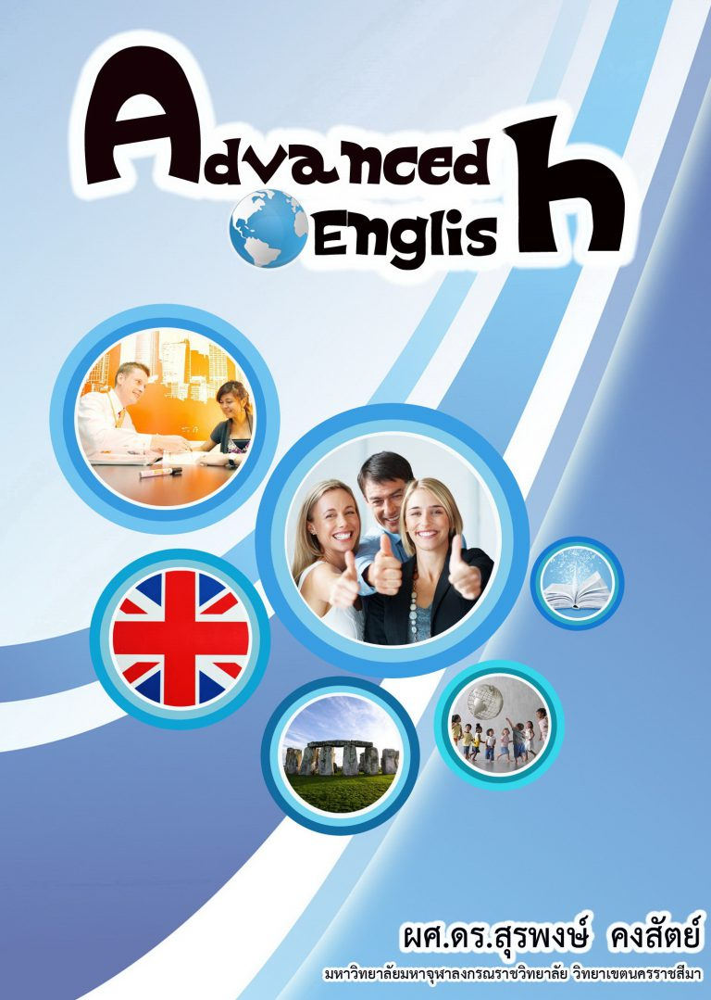 Advanced
English
ผศ.ดร.สุรพงษ์ คงสัตย์
มหาวิทยาลัยมหาจุฬาลงกรณราชวิทยาลัย วิทยาเขตนครราชสีมา